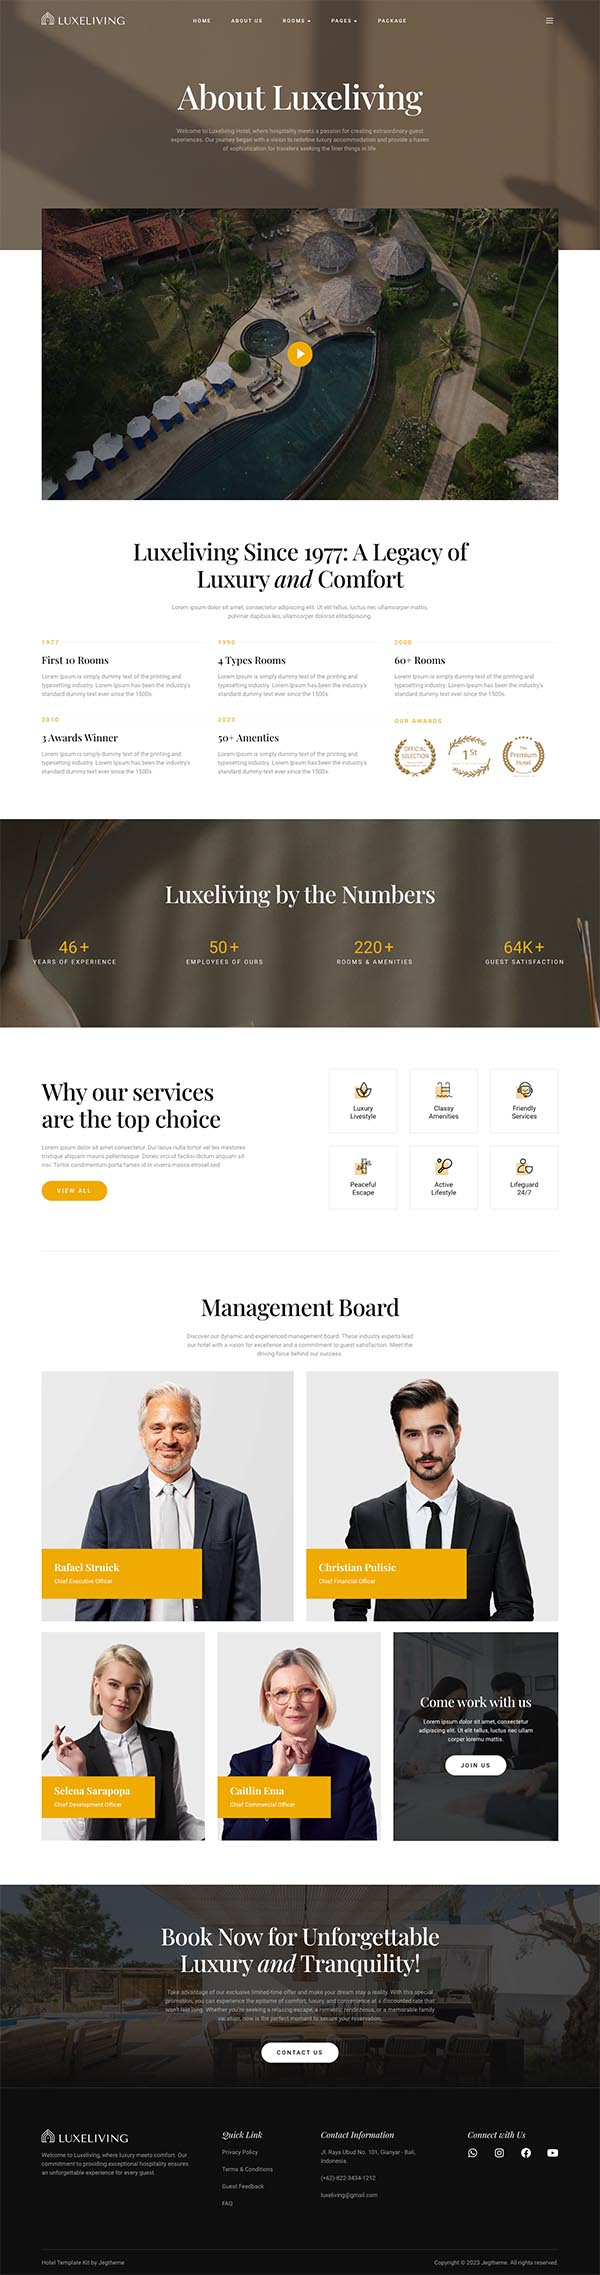 LUXELIVING
HOME
ABOUT US
ROOMS
PAGES
PACKAGE
About Luxeliving
Welcome to Luxeliving Hotel, where hospitality meets a passion for creating extraordinary guest
experiences. Our journey began with a vision to redefine luxury accommodation and provide a haven
of sophistication for travelers seeking the finer things in life.
Luxeliving Since 1977: A Legacy of
Luxury and Comfort
Lorem ipsum dolor sit amet, consectetur adipiscing elit. Ut elit tellus, luctus nec ullamcorper mattis,
pulvinar dapibus leo, ullamcorper dolorut elitadipiscing.
1977
First 10 Rooms
Lorem Ipsum is simply dummy text of the printing and
typesetting industry. Lorem Ipsum has been the industry's
standard dummy text ever since the 1500s.
1990
4 Types Rooms
Lorem Ipsum is simply dummy text of the printing and
typesetting industry. Lorem Ipsum has been the industry's
standard dummy text ever since the 1500s.
2000
60+ Rooms
Lorem Ipsum is simply dummy text of the printing and
typesetting industry. Lorem Ipsum has been the industry's
standard dummy text ever since the 1500s.
2010
3 Awards Winner
Lorem Ipsum is simply dummy text of the printing and
typesetting industry. Lorem Ipsum has been the industry's
standard dummy text ever since the 1500s.
2023
50+ Amenties
Lorem Ipsum is simply dummy text of the printing and
typesetting industry. Lorem Ipsum has been the industry's
standard dummy text ever since the 1500s.
OUR AWARDS
OFFICIAL
SELECTION
1St
The
Premium
Hotel
Luxeliving by the Numbers
46+
YEARS OF EXPERIENCE
50+
EMPLOYEES OF OURS
220+
ROOMS & AMENITIES
64K+
GUEST SATISFACTION
Why our services
are the top choice
Lorem ipsum dolor sit amet consectetur. Dui lacus nulla tortor vel leo maslestres
tristique aliquam mauris pellentesque. Donec orci ut facilisi dictum aliquam sit
nisi. Tortor condimentum porta fames id in viverra massa etrosel sed.
VIEW ALL
Luxury
Livestyle
Classy
Amenities
Friendly
Services
Peaceful
Escape
Active
Lifestyle
Lifeguard
24/7
Management Board
Discover our dynamic and experienced management board. These industry experts lead
our hotel with a vision for excellence and a commitment to guest satisfaction. Meet the
driving force behind our success.
Rafael Struick
Chief Executive Officer
Christian Pulisic
Chief Financial Officer
Selena Sarapopa
Chief Development Officer
Caitlin Ema
Chief Commercial Officer
Come work with us
Lorem ipsum dolor sit amet, consectetur
adipiscing elit. Ut elit tellus, luctus nec ullam
corper loremu mattis.
JOIN US
Book Now for Unforgettable
Luxury and Tranquility!
Take advantage of our exclusive limited-time offer and make your dream stay a reality. With this special
promotion, you can experience the epitome of comfort, luxury, and convenience at a discounted rate that
won't last long. Whether you're seeking a relaxing escape, a romantic rendezvous, or a memorable family
vacation, now is the perfect moment to secure your reservation.
CONTACT US
LUXELIVING
Welcome to Luxeliving, where luxury meets comfort. Our
commitment to providing exceptional hospitality ensures
an unforgettable experience for every guest.
Quick Link
Privacy Policy
Terms & Conditions
Guest Feedback
FAQ
Contact Information
Jl. Raya Ubud No. 101, Gianyar - Bali,
Indonesia.
(+62)-822-3434-1212
luxeliving@gmail.com
Connect with Us
Hotel Template Kit by Jegtheme
Copyright © 2023 Jegtheme. All rights reserved.